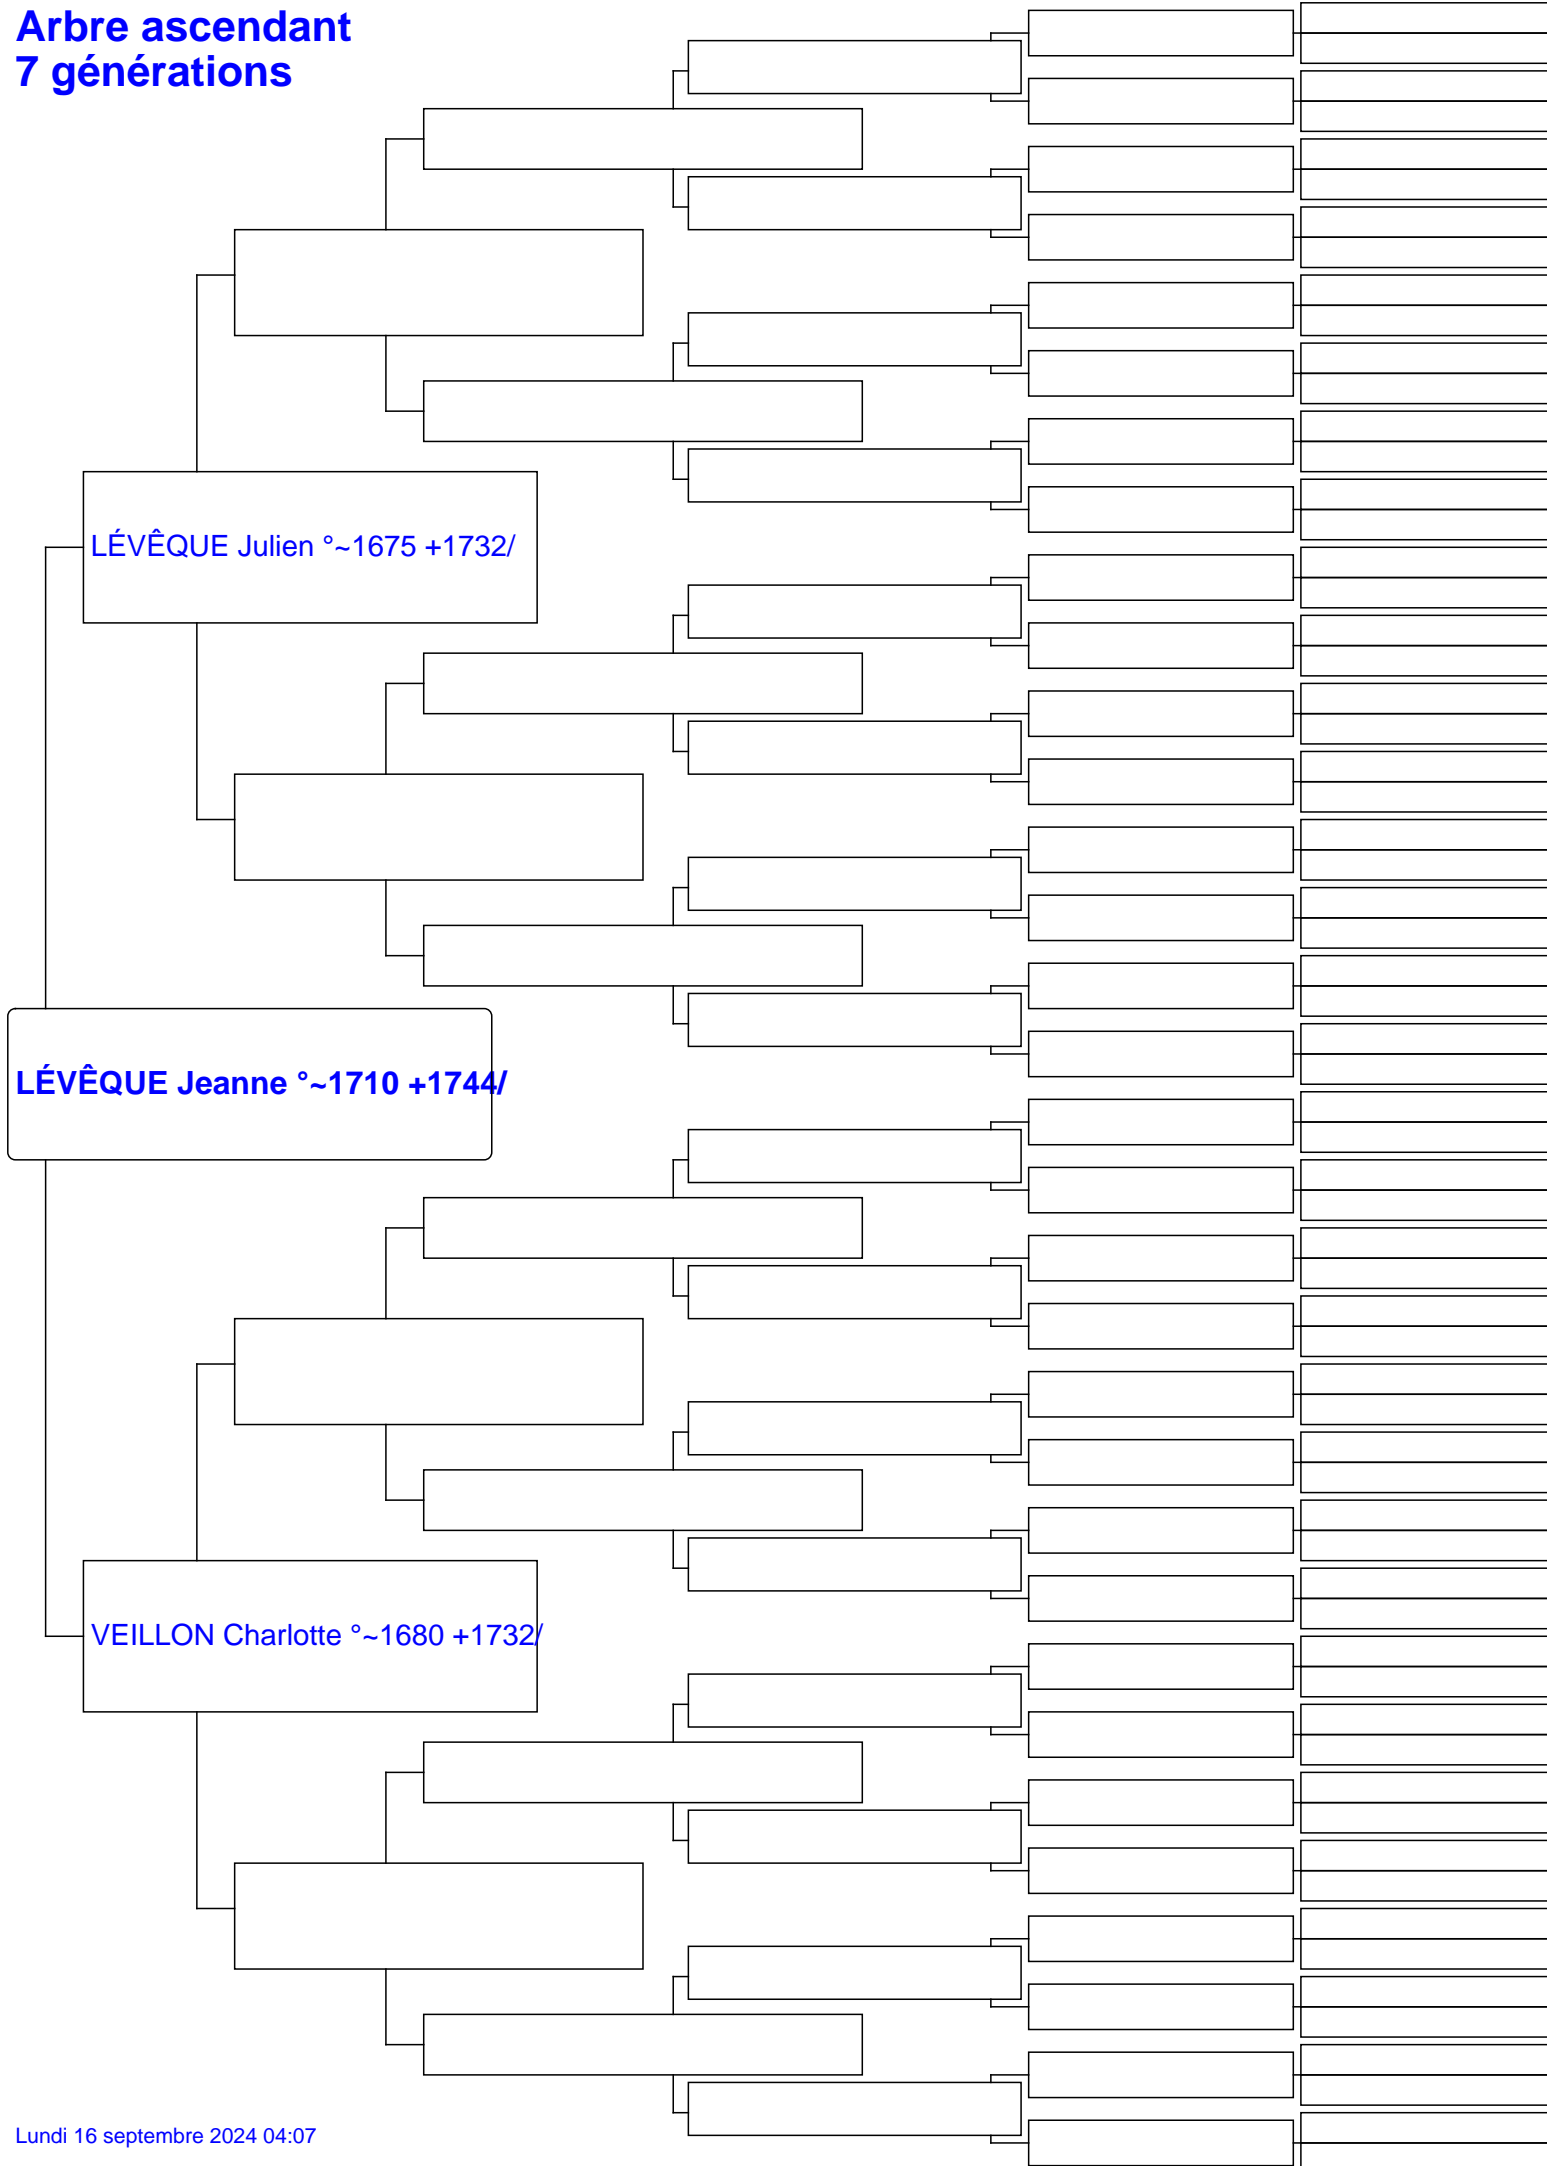 Arbre ascendant
7 générations
LÉVÊQUE Julien °~1675 +1732/
LÉVÊQUE Jeanne °~1710 +1744/
VEILLON Charlotte °~1680 +1732/
Lundi 16 septembre 2024 04:07